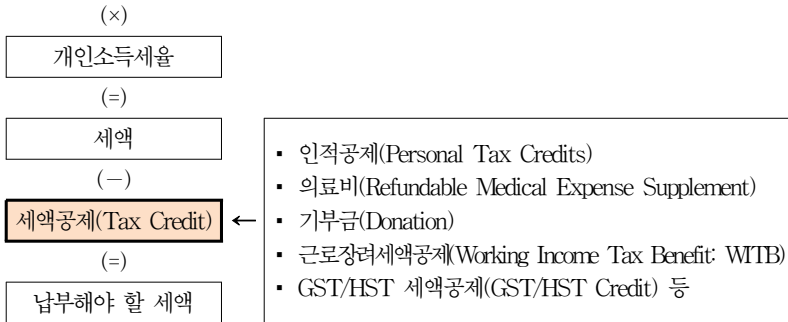 (×)
개인소득세율
(=)
세액
(−)
세액공제(Tax Credit)
←
(=)
납부해야 할 세액
▪ 인적공제(Personal Tax Credits)
▪ 의료비(Refundable Medical Expense Supplement)
▪ 기부금(Donation)
▪ 근로장려세액공제(Working Income Tax Benefit: WITB)
▪ GST/HST 세액공제(GST/HST Credit) 등